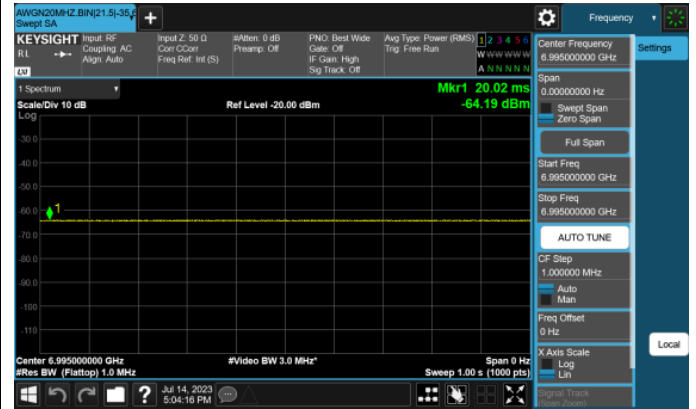 AWGN20MHZ.BIN|21.5|-35,6
Swept SA
Frequency
KEYSIGHT
RL
LXI
Input: RF
Coupling: AC
Align: Auto
Input Z: 50 Ω
Corr CCorr
Freq Ref: Int (S)
#Atten: 0 dB
Preamp: Off
PNO: Best Wide
Gate: Off
IF Gain: High
Sig Track: Off
Avg Type: Power (RMS)
Trig: Free Run
1 2 3 4 5 6
W W W W W W
A N N N N N
1 Spectrum
Scale/Div 10 dB
Ref Level -20.00 dBm
Mkr1 20.02 ms
-64.19 dBm
Log
-30.0
-40.0
-50.0
-60.0
-70.0
-80.0
-90.0
-100
-110
1
Center 6.995000000 GHz
#Video BW 3.0 MHz*
Span 0 Hz
#Res BW (Flattop) 1.0 MHz
Sweep 1.00 s (1000 pts)
Jul 14, 2023
5:04:16 PM
Center Frequency
6.995000000 GHz
Settings
Span
0.00000000 Hz
Swept Span
Zero Span
Full Span
Start Freq
6.995000000 GHz
Stop Freq
6.995000000 GHz
AUTO TUNE
CF Step
1.000000 MHz
Auto
Man
Freq Offset
0 Hz
X Axis Scale
Log
Lin
Local
Signal Track
(Span Zoom)